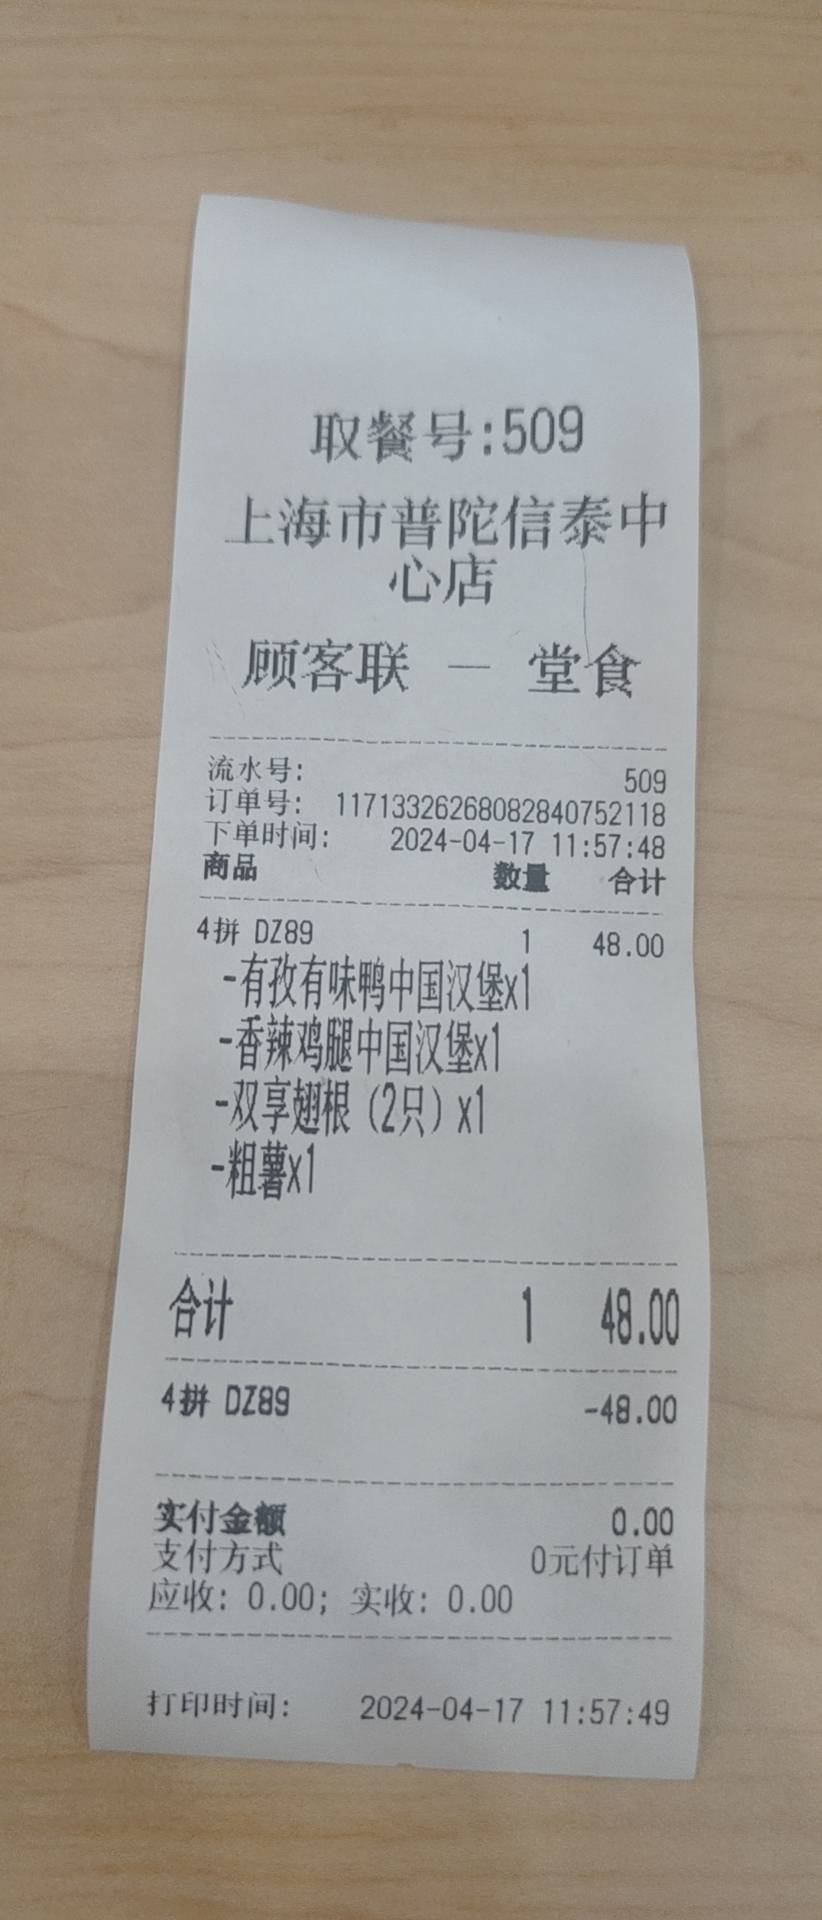 取餐号:509
上海市普陀信泰中
心店
顾客联 — 堂食
流水号: 509
订单号: 11713326268082840752118
下单时间: 2024-04-17 11:57:48
商品 数量 合计
4拼 DZ89 1 48.00
-有孜有味鸭中国汉堡x1
-香辣鸡腿中国汉堡x1
-双享翅根(2只)x1
-粗薯x1
合计 1 48.00
4拼 DZ89 -48.00
实付金额 0.00
支付方式 0元付订单
应收: 0.00; 实收: 0.00
打印时间: 2024-04-17 11:57:49